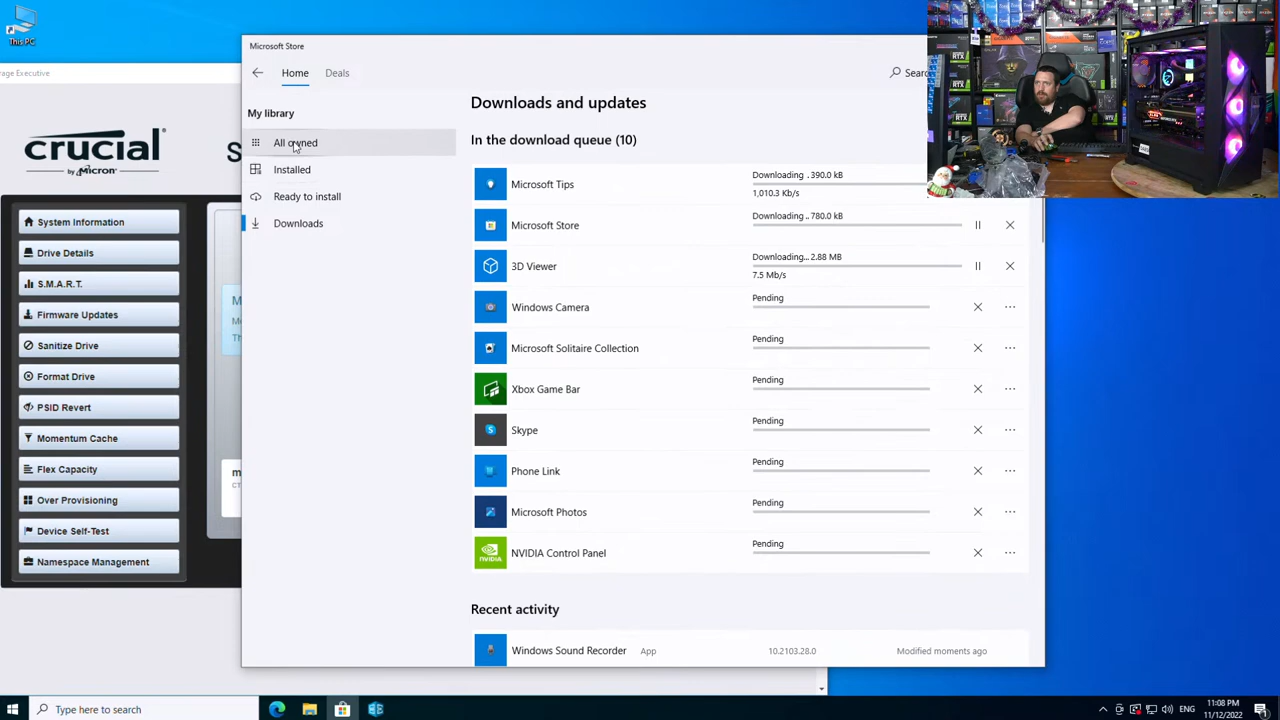 This PC
rage Executive
crucial
by Micron
S
System Information
Drive Details
S.M.A.R.T.
Firmware Updates
Sanitize Drive
Format Drive
PSID Revert
Momentum Cache
Flex Capacity
Over Provisioning
Device Self-Test
Namespace Management
Microsoft Store
Home
Deals
Searc
My library
All owned
Installed
Ready to install
Downloads
Downloads and updates
In the download queue (10)
Microsoft Tips
Downloading . 390.0 kB
1,010.3 Kb/s
Microsoft Store
Downloading .. 780.0 kB
3D Viewer
Downloading... 2.88 MB
7.5 Mb/s
Windows Camera
Pending
Microsoft Solitaire Collection
Pending
Xbox Game Bar
Pending
Skype
Pending
Phone Link
Pending
Microsoft Photos
Pending
NVIDIA Control Panel
Pending
Recent activity
Windows Sound Recorder App 10.2103.28.0 Modified moments ago
Type here to search
ENG
11:08 PM
11/12/2022